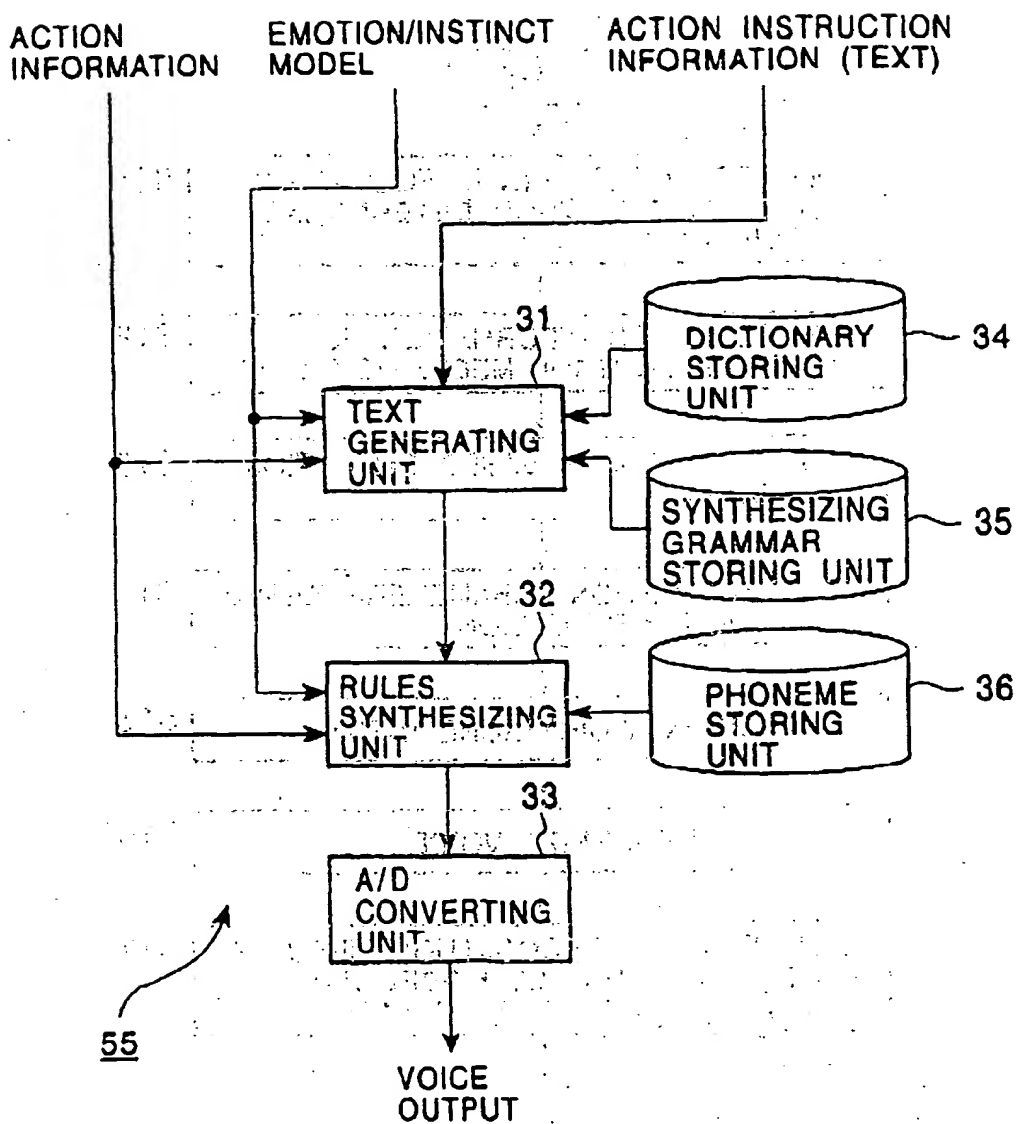 ACTION
INFORMATION
EMOTION/INSTINCT
MODEL
ACTION INSTRUCTION
INFORMATION (TEXT)
31
TEXT
GENERATING
UNIT
DICTIONARY
STORING
UNIT
34
SYNTHESIZING
GRAMMAR
STORING UNIT
35
32
RULES
SYNTHESIZING
UNIT
PHONEME
STORING
UNIT
36
33
A/D
CONVERTING
UNIT
55
VOICE
OUTPUT